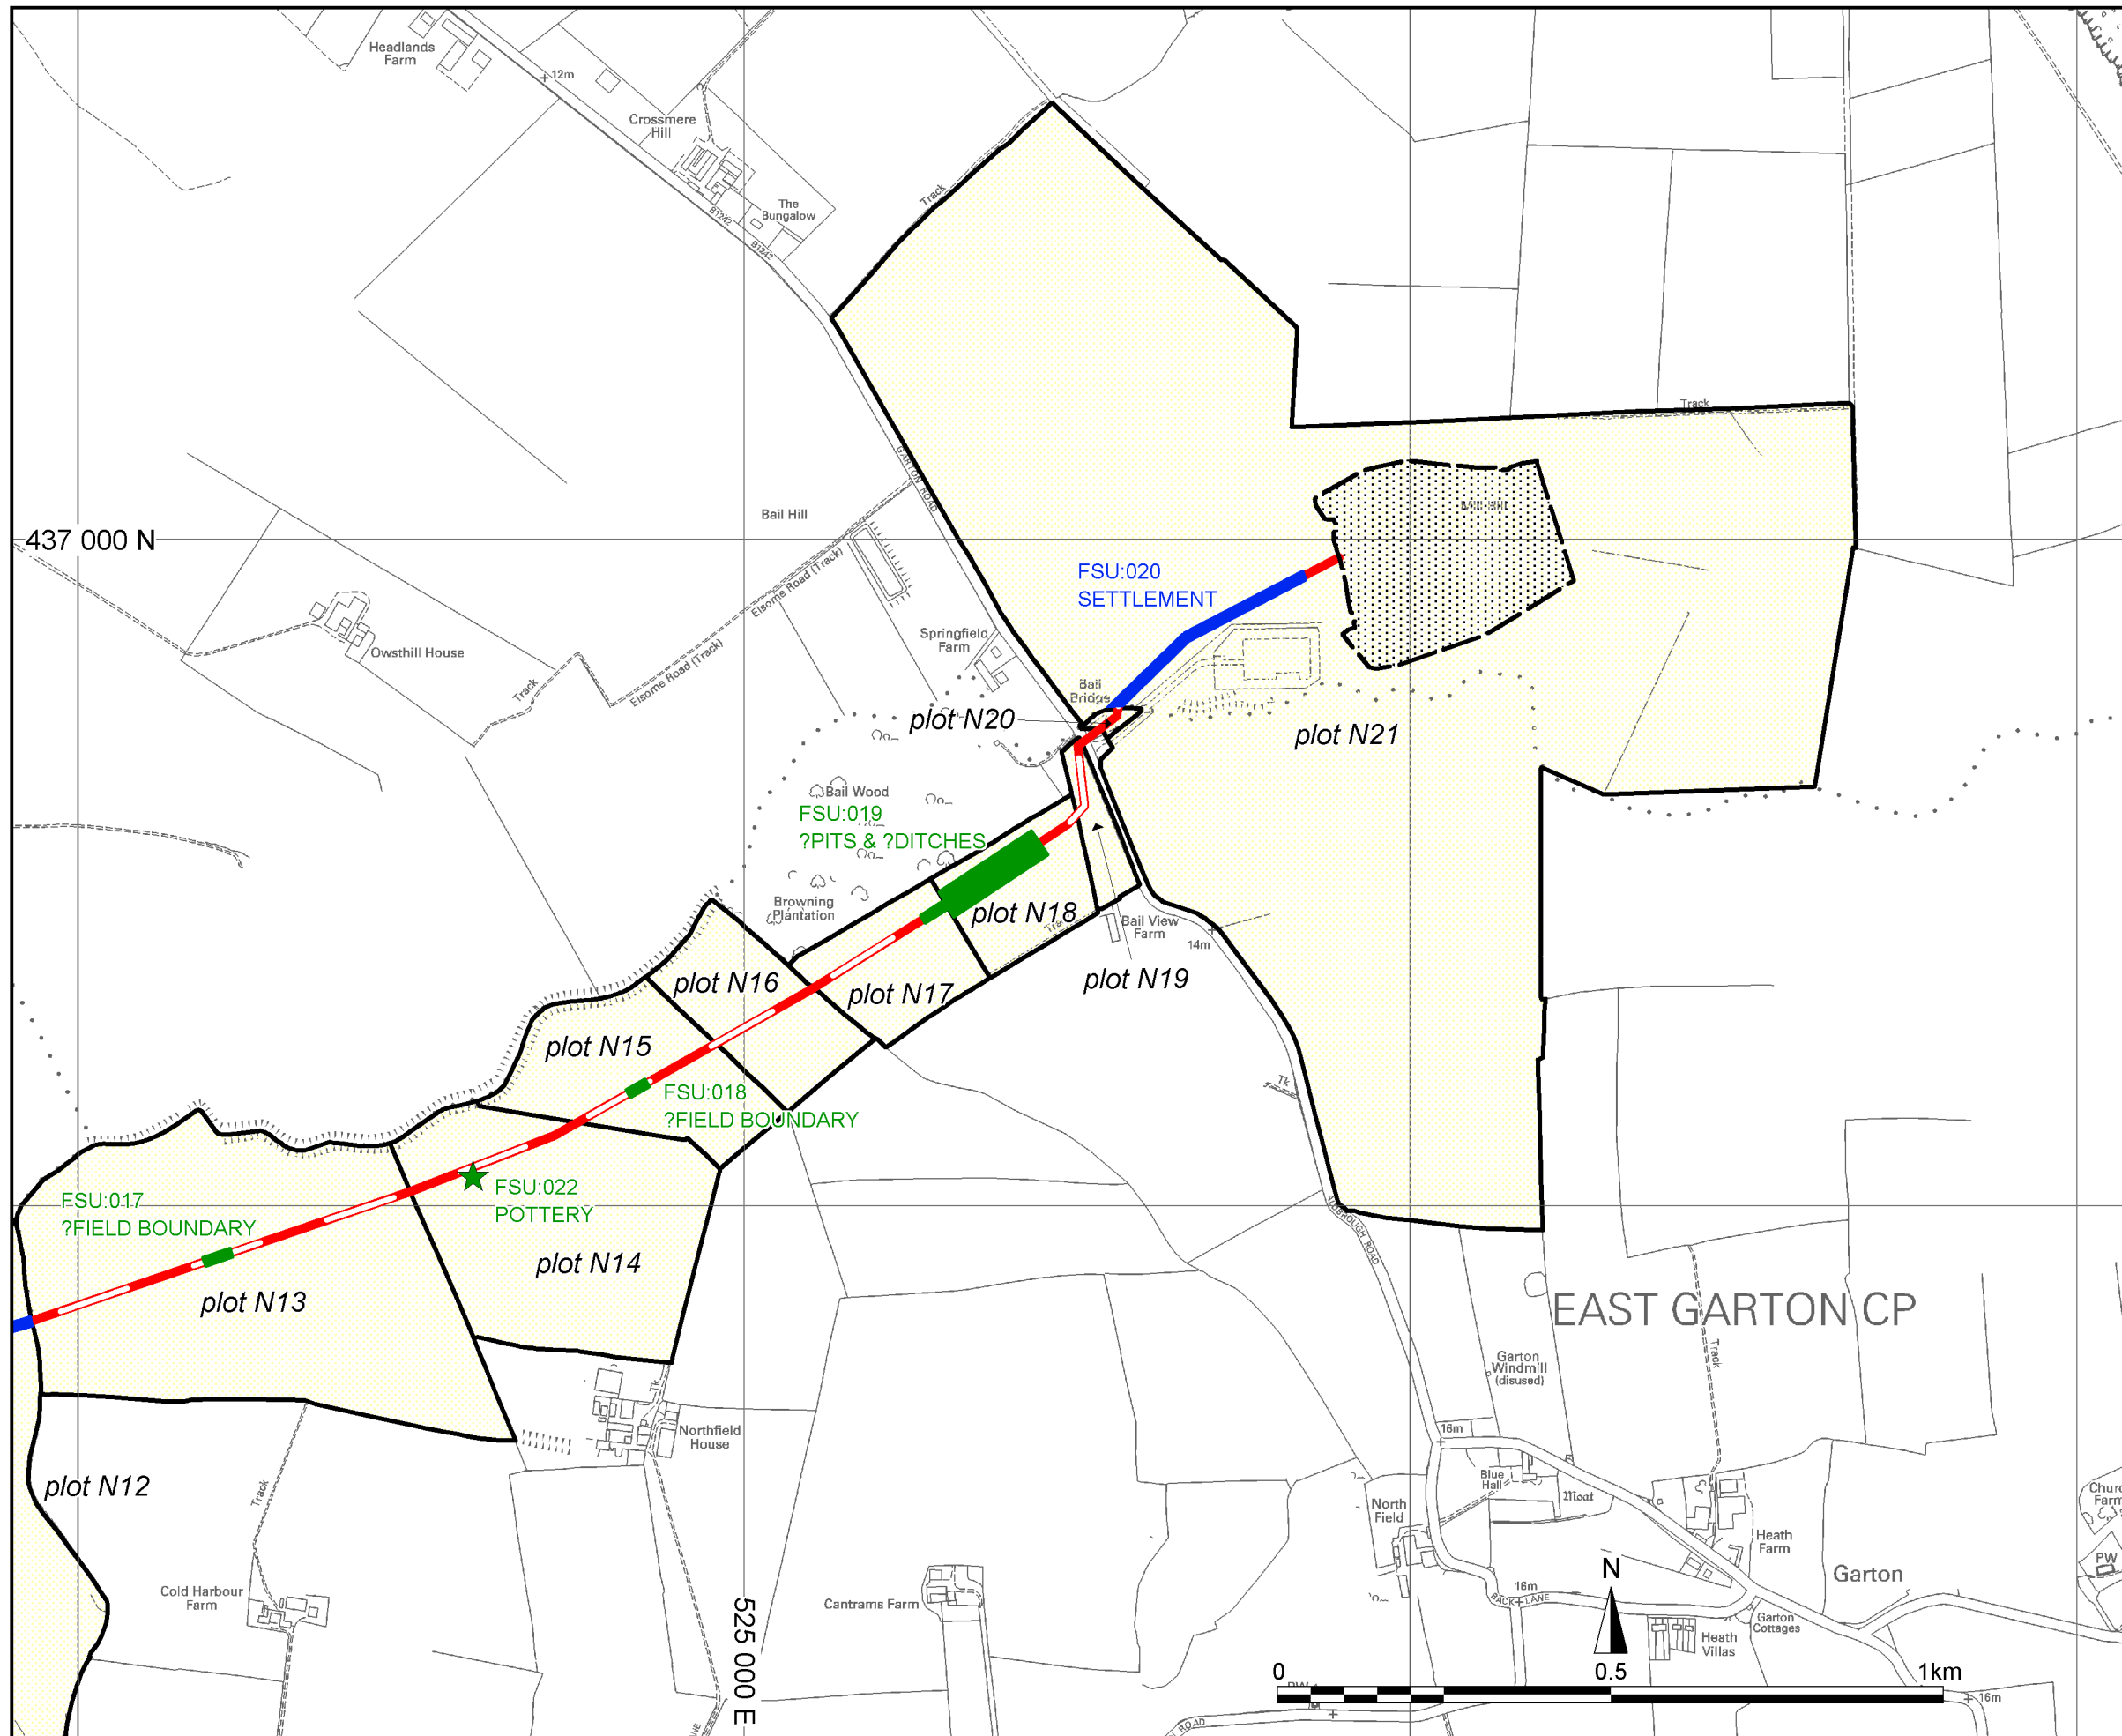 Headlands
Farm
12m
Crossmere
Hill
The
Bungalow
B1242
B1242
Track
GARTON ROAD
Track
Bail Hill
Mill Hill
437 000 N
Elsome Road (Track)
FSU:020
SETTLEMENT
Springfield
Farm
Owsthill House
Track
Elsome Road (Track)
Bail
Bridge
plot N20
plot N21
Bail Wood
FSU:019
?PITS & ?DITCHES
Browning
Plantation
plot N18
Bail View
Farm
14m
plot N16
plot N17
plot N19
plot N15
FSU:018
?FIELD BOUNDARY
Tk
FSU:017
?FIELD BOUNDARY
FSU:022
POTTERY
ALDBROUGH ROAD
plot N14
plot N13
EAST GARTON CP
Track
Garton
Windmill
(disused)
Tk
Northfield
House
16m
plot N12
Track
Blue
Hall
Moat
North
Field
Heath
Farm
PW
Cold Harbour
Farm
Cantrams Farm
525 000 E
N
Garton
16m
BACK LANE
Garton
Cottages
Heath
Villas
0
0.5
1km
16m
ROAD